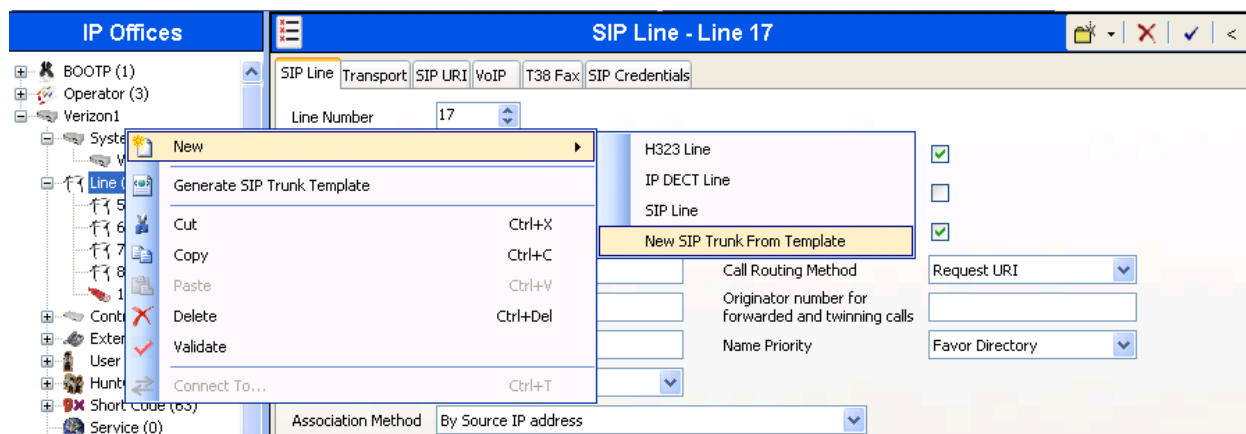 IP Offices
SIP Line - Line 17
BOOTP (1)
Operator (3)
Verizon1
Syste
V
Line (
5
6
7
8
1
Cont
Exter
User
Hunt
Short Code (63)
Service (0)
New
Generate SIP Trunk Template
Cut Ctrl+X
Copy Ctrl+C
Paste Ctrl+V
Delete Ctrl+Del
Validate
Connect To... Ctrl+T
H323 Line
IP DECT Line
SIP Line
New SIP Trunk From Template
SIP Line Transport SIP URI VoIP T38 Fax SIP Credentials
Line Number 17
Call Routing Method Request URI
Originator number for
forwarded and twinning calls
Name Priority Favor Directory
Association Method By Source IP address